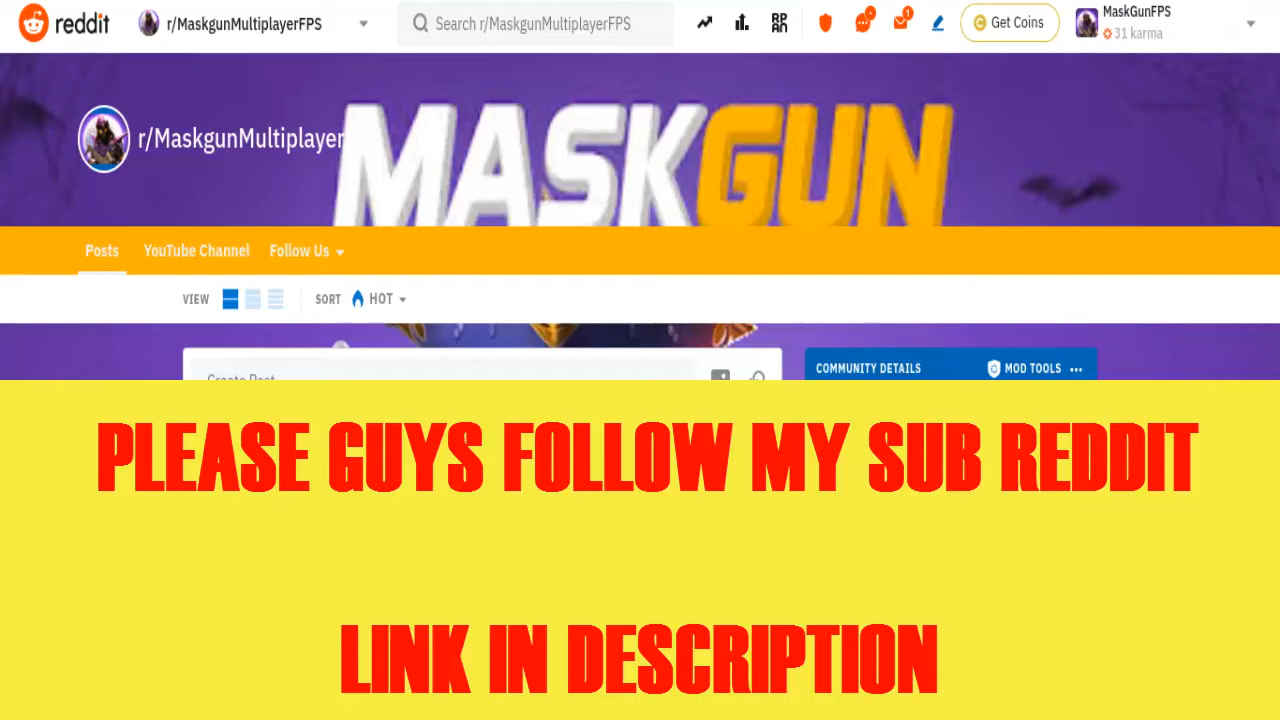 reddit r/MaskgunMultiplayerFPS Search r/MaskgunMultiplayerFPS 1 Get Coins MaskGunFPS
31 karma
MASKGUN
r/MaskgunMultiplayer
Posts YouTube Channel Follow Us
VIEW SORT HOT
Create Post COMMUNITY DETAILS MOD TOOLS
PLEASE GUYS FOLLOW MY SUB REDDIT
LINK IN DESCRIPTION